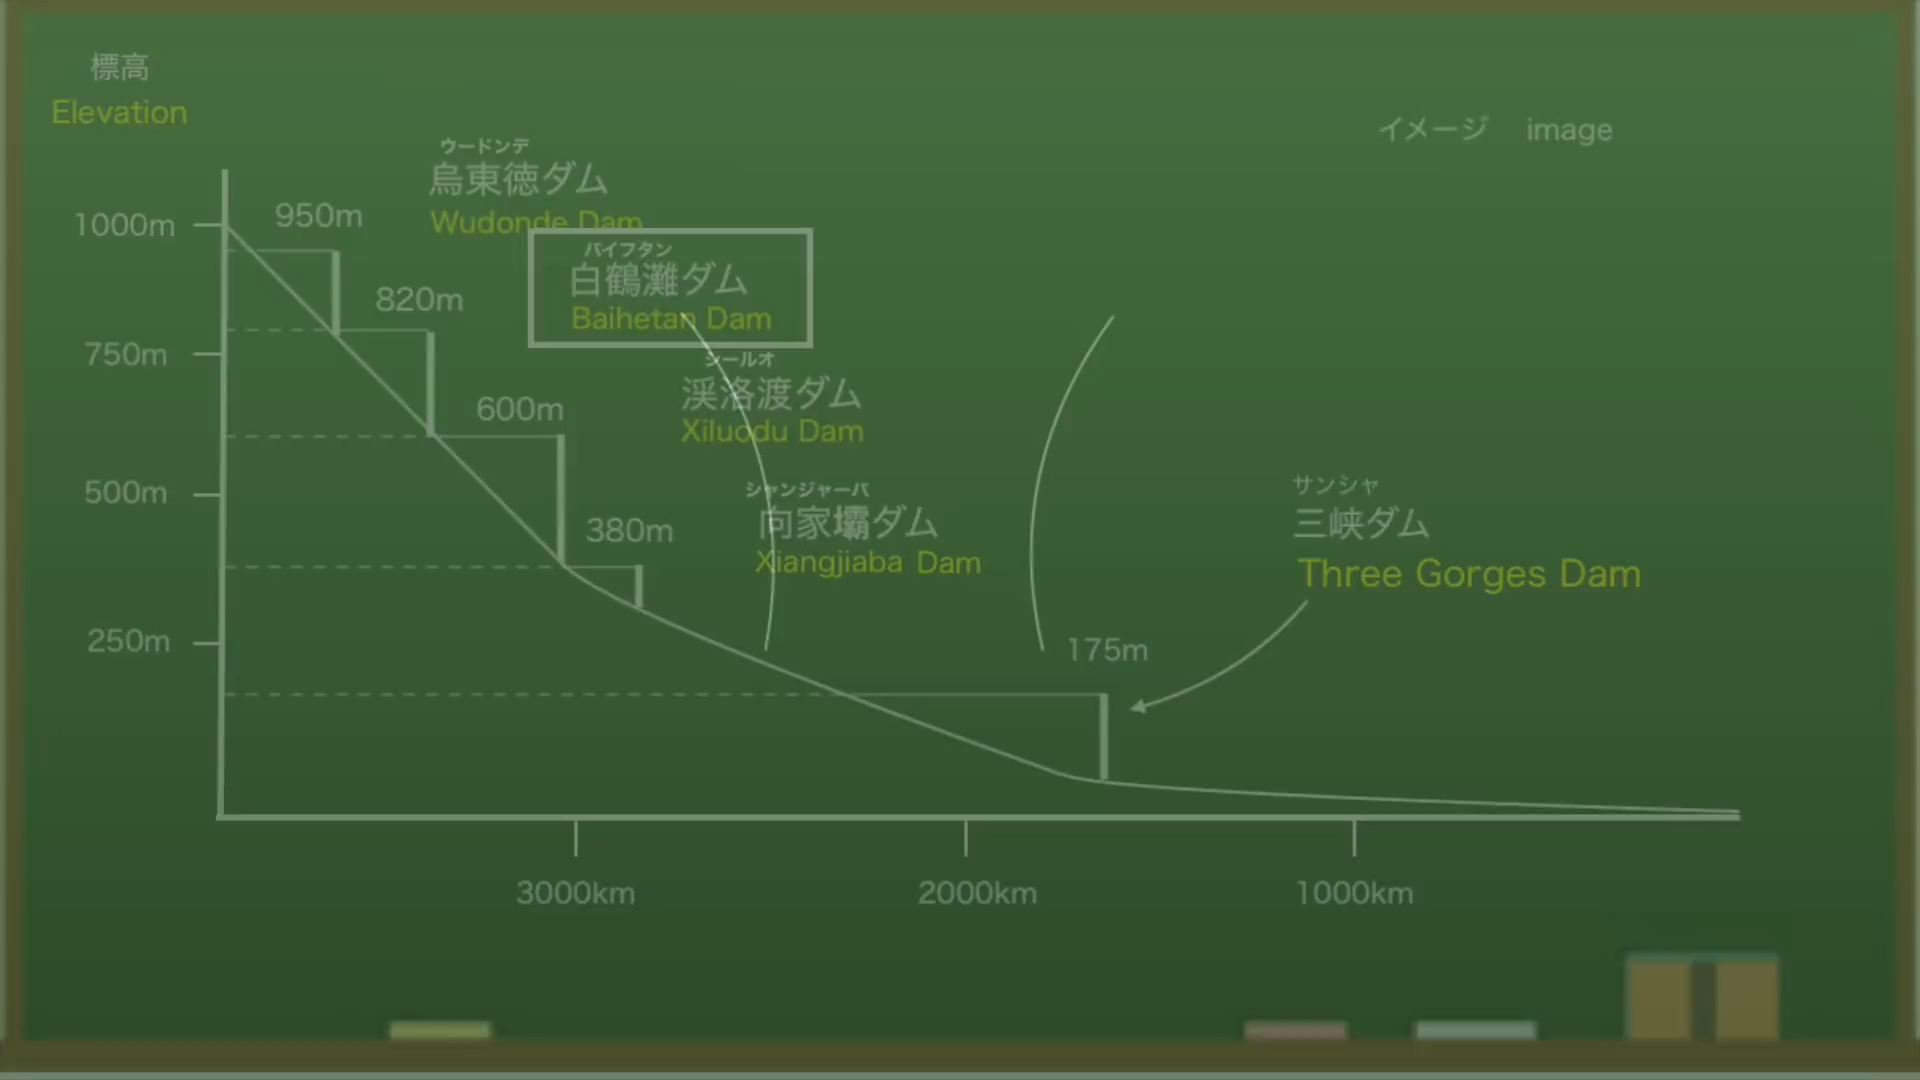 標高
Elevation
イメージ image
ウードンデ
烏東徳ダム
Wudonde Dam
バイフタン
白鶴灘ダム
Baihetan Dam
シールオ
渓洛渡ダム
Xiluodu Dam
シャンジャーバ
向家壩ダム
Xiangjiaba Dam
サンシャ
三峡ダム
Three Gorges Dam
950m
820m
600m
380m
175m
1000m
750m
500m
250m
3000km
2000km
1000km